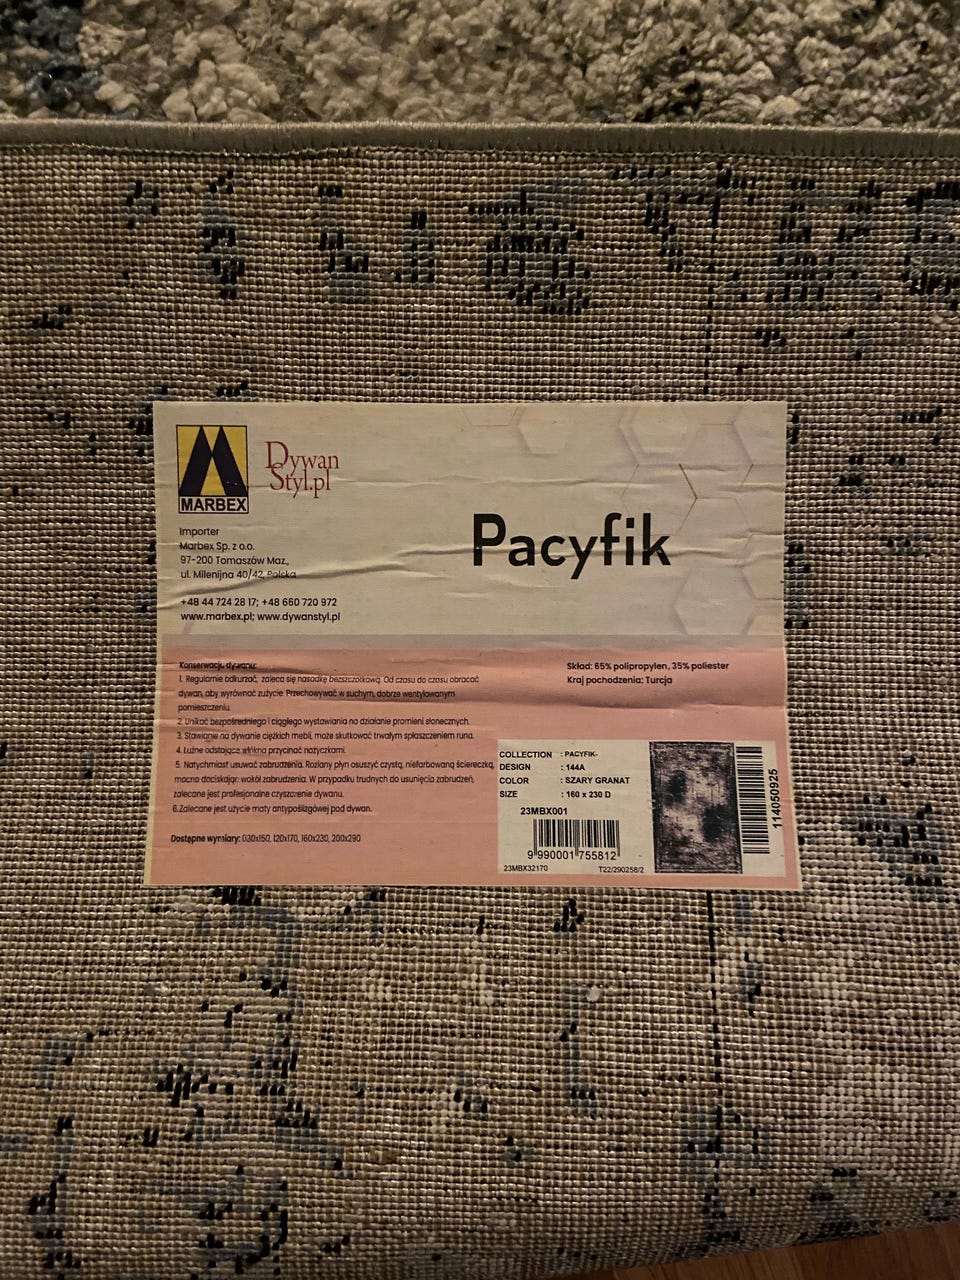 MARBEX
Dywan
Styl.pl
Importer
Marbex Sp. z o.o.
97-200 Tomaszów Maz.,
ul. Milenijna 40/42, Polska
+48 44 724 28 17; +48 660 720 972
www.marbex.pl; www.dywanstyl.pl
Pacyfik
Konserwacja dywanu:
1. Regularnie odkurzać, zaleca się nasadkę bezszczotkową. Od czasu do czasu obracać
dywan, aby wyrównać zużycie. Przechowywać w suchym, dobrze wentylowanym
pomieszczeniu.
2. Unikać bezpośredniego i ciągłego wystawiania na działanie promieni słonecznych.
3. Stawianie na dywanie ciężkich mebli, może skutkować trwałym spłaszczeniem runa.
4. Luźne odstające włókna przycinać nożyczkami.
5. Natychmiast usuwać zabrudzenia. Rozlany płyn osuszyć czystą, niefarbowaną ściereczką,
mocno dociskając wokół zabrudzenia. W przypadku trudnych do usunięcia zabrudzeń,
zalecane jest profesjonalne czyszczenie dywanu.
6. Zalecane jest użycie maty antypoślizgowej pod dywan.
Dostępne wymiary: 080x150, 120x170, 160x230, 200x290
Skład: 65% polipropylen, 35% poliester
Kraj pochodzenia: Turcja
COLLECTION : PACYFIK-
DESIGN : 144A
COLOR : SZARY GRANAT
SIZE : 160 x 230 D
23MBX001
9 990001 755812
23MBX32170 T22/290258/2
114050925